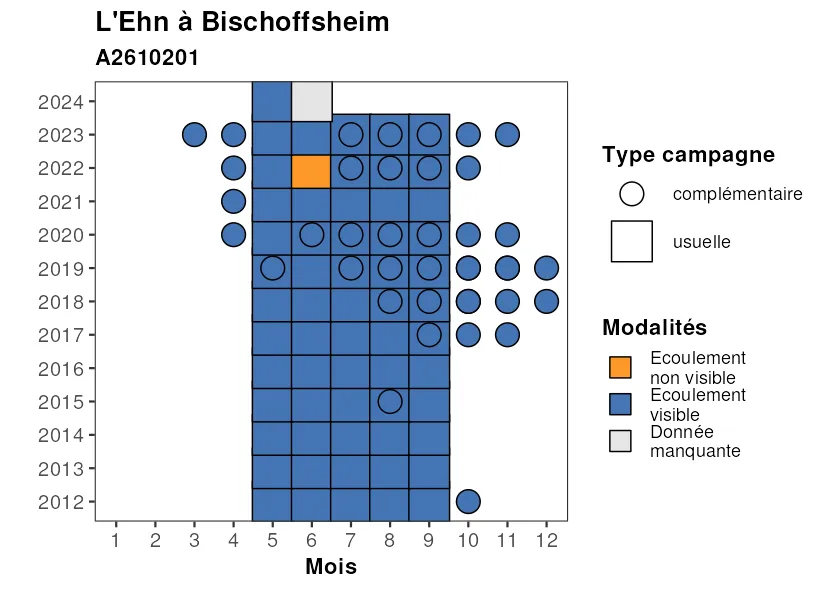 L'Ehn à Bischoffsheim
A2610201
2024
2023
2022
2021
2020
2019
2018
2017
2016
2015
2014
2013
2012
1 2 3 4 5 6 7 8 9 10 11 12
Mois
Type campagne
complémentaire
usuelle
Modalités
Ecoulement
non visible
Ecoulement
visible
Donnée
manquante